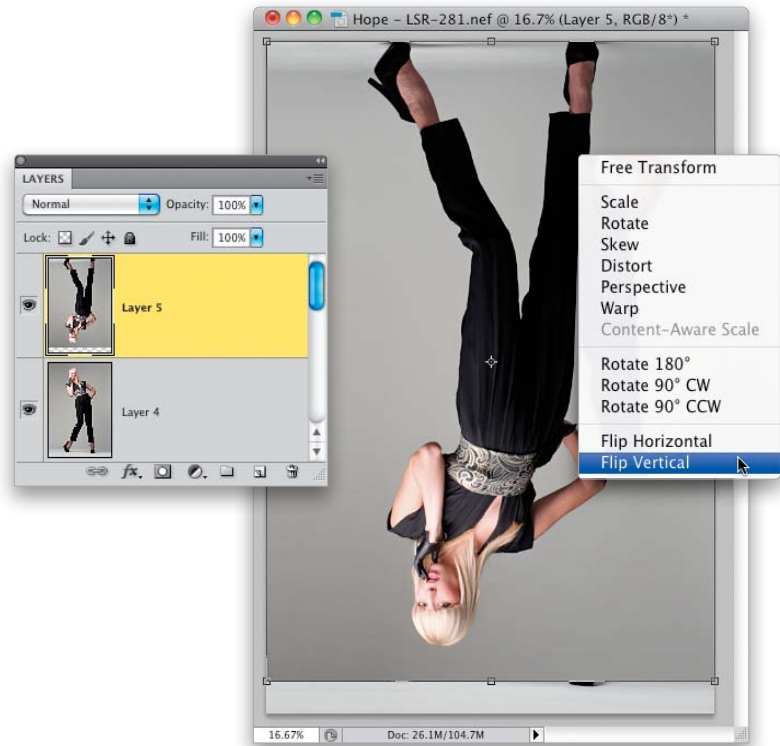 Hope – LSR–281.nef @ 16.7% (Layer 5, RGB/8*) *
LAYERS
Normal Opacity: 100%
Lock: Fill: 100%
Layer 5
Layer 4
fx.
Free Transform
Scale
Rotate
Skew
Distort
Perspective
Warp
Content-Aware Scale
Rotate 180°
Rotate 90° CW
Rotate 90° CCW
Flip Horizontal
Flip Vertical
16.67% Doc: 26.1M/104.7M